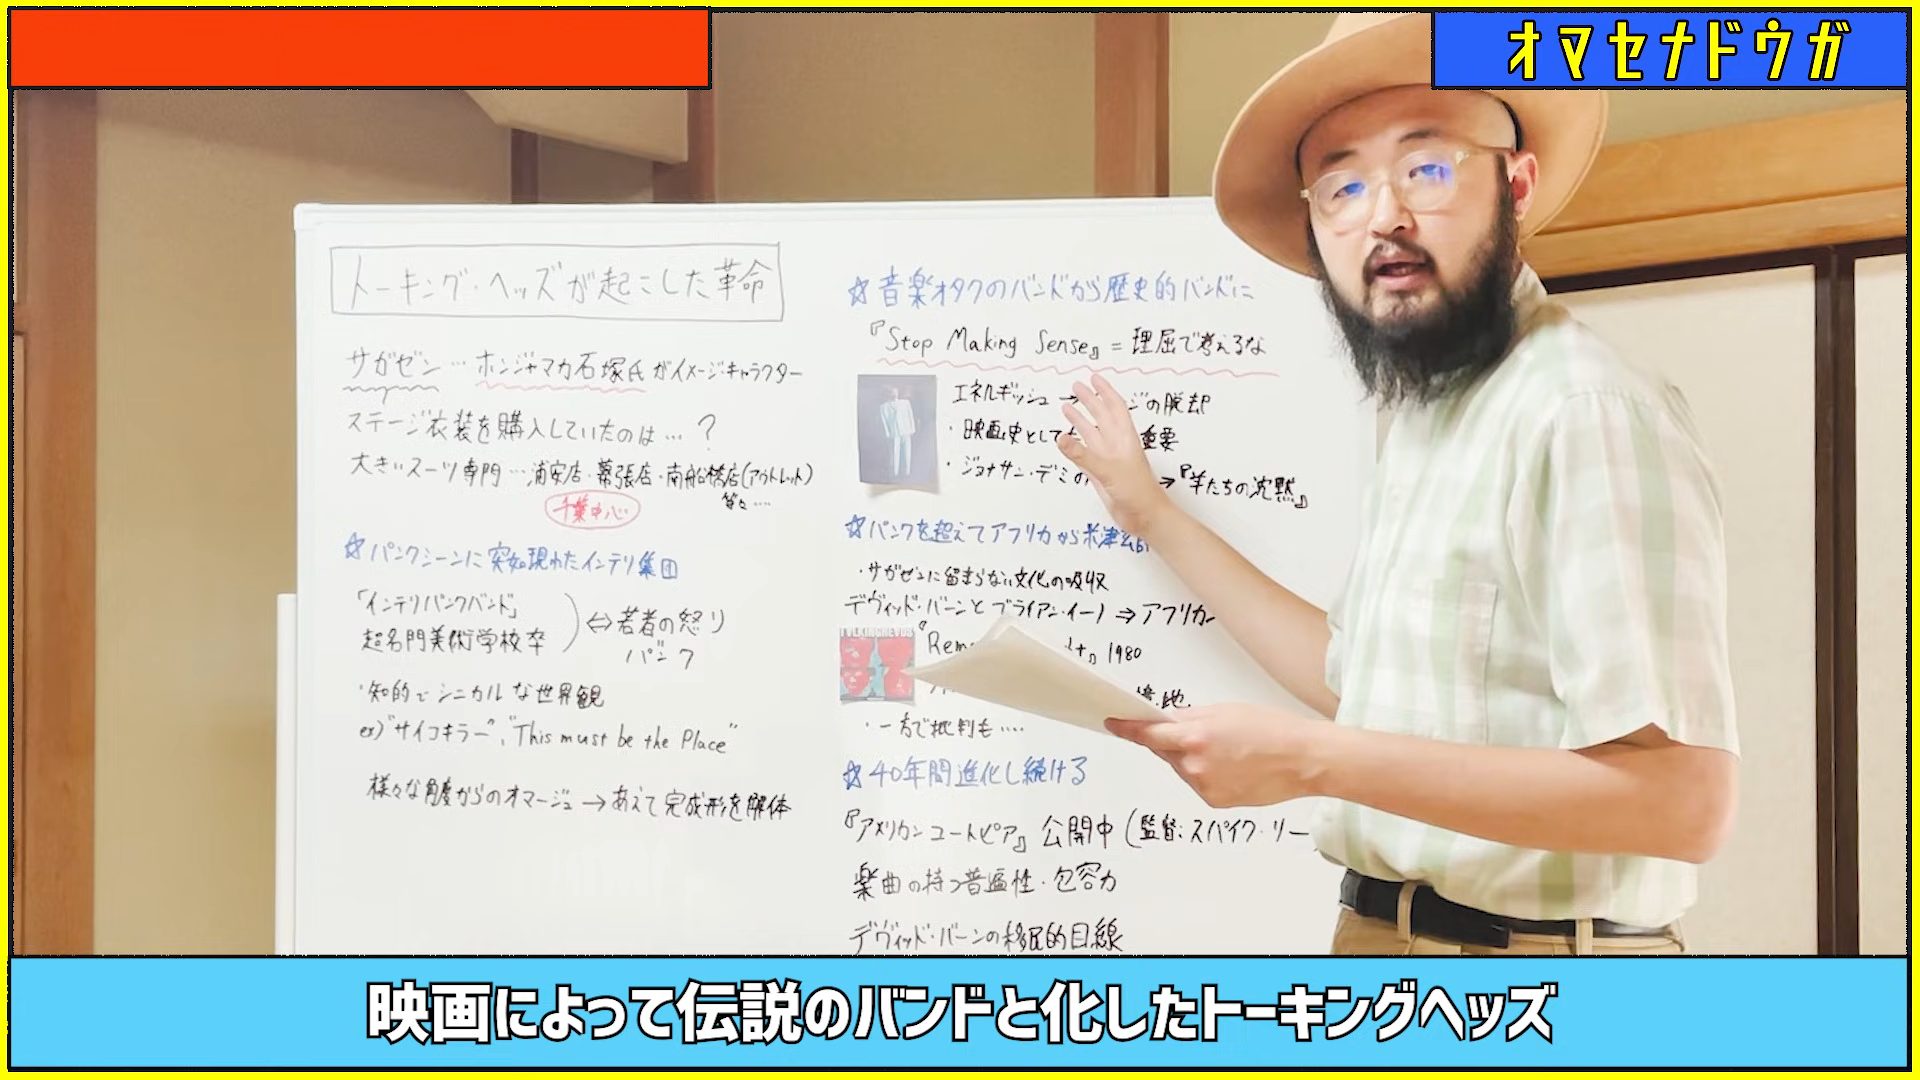 オマセナドウガ
トーキング・ヘッズが起こした革命
サガゼン…ホンジャマカ石塚氏がイメージキャラクター
ステージ衣装を購入していたのは…?
大きいスーツ専門…浦安店・幕張店・南船橋店(アウトレット)
等々…
千葉中心
☆パンクシーンに突如現れたインテリ集団
「インテリパンクバンド」
超名門美術学校卒
⇔若者の怒り
パンク
・知的でシニカルな世界観
ex)"サイコキラー","This must be the Place"
様々な角度からのオマージュ→あえて完成形を解体
☆音楽オタクのバンドから歴史的バンドに
『Stop Making Sense』=理屈で考えるな
エネルギッシュ→ ジの脱却
・映画史として 重要
・ジョナサン・デミの →『羊たちの沈黙』
☆パンクを超えてアフリカから米津玄師
・サガゼンに留まらない文化の吸収
デヴィッド・バーンとブライアン・イーノ⇒アフリカ
TALKING HEADS
『Rem 1980
・一方で批判も…
☆40年間進化し続ける
『アメリカンユートピア』公開中(監督:スパイク・リー
楽曲の持つ普遍性・包容力
デヴィッド・バーンの移民的目線
映画によって伝説のバンドと化したトーキングヘッズ